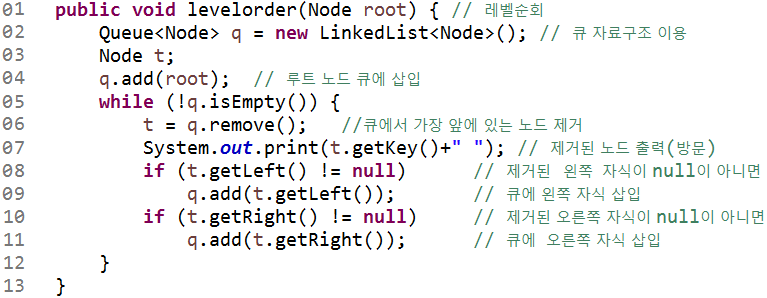 01 public void levelorder(Node root) { // 레벨순회
02     Queue<Node> q = new LinkedList<Node>(); // 큐 자료구조 이용
03     Node t;
04     q.add(root);  // 루트 노드 큐에 삽입
05     while (!q.isEmpty()) {
06         t = q.remove();   //큐에서 가장 앞에 있는 노드 제거
07         System.out.print(t.getKey()+" "); // 제거된 노드 출력(방문)
08         if (t.getLeft() != null)      // 제거된  왼쪽 자식이 null이 아니면
09             q.add(t.getLeft());       // 큐에 왼쪽 자식 삽입
10         if (t.getRight() != null)     // 제거된 오른쪽 자식이 null이 아니면
11             q.add(t.getRight());      // 큐에  오른쪽 자식 삽입
12     }
13 }